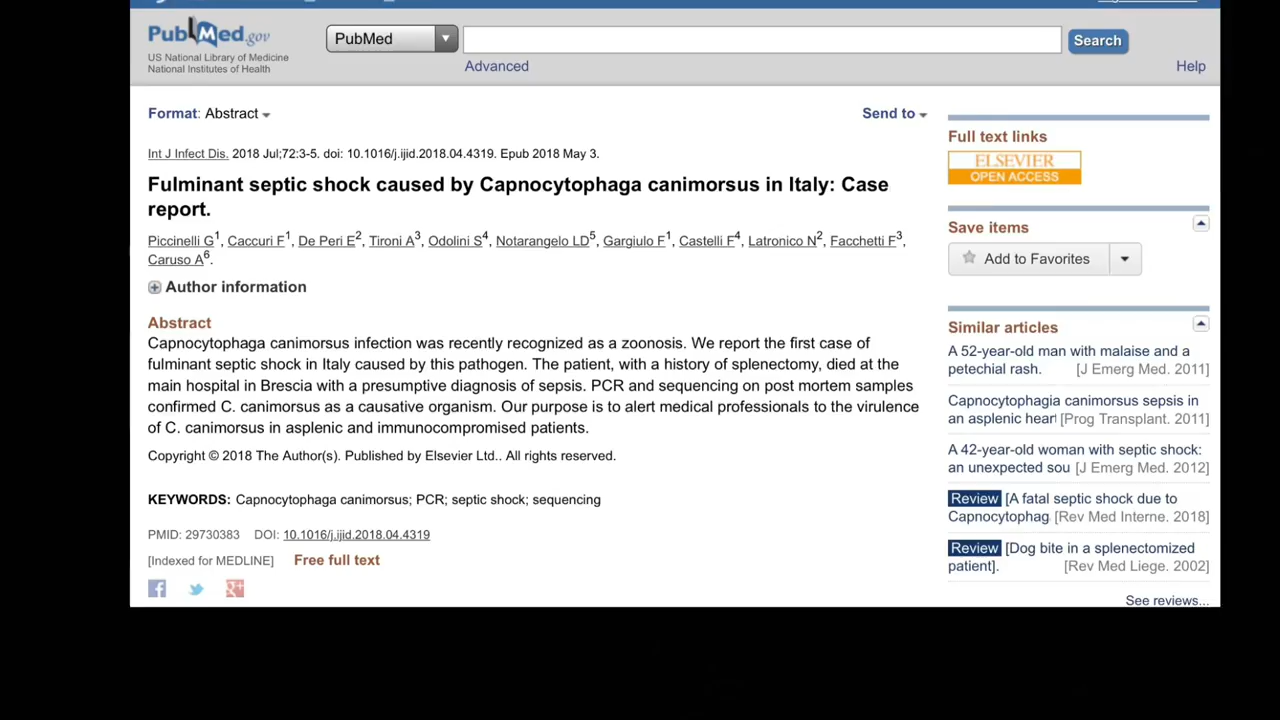 PubMed.gov
US National Library of Medicine
National Institutes of Health
PubMed
Search
Advanced
Help
Format: Abstract
Send to
Int J Infect Dis. 2018 Jul;72:3-5. doi: 10.1016/j.ijid.2018.04.4319. Epub 2018 May 3.
Fulminant septic shock caused by Capnocytophaga canimorsus in Italy: Case
report.
Piccinelli G1, Caccuri F1, De Peri E2, Tironi A3, Odolini S4, Notarangelo LD5, Gargiulo F1, Castelli F4, Latronico N2, Facchetti F3,
Caruso A6.
Author information
Abstract
Capnocytophaga canimorsus infection was recently recognized as a zoonosis. We report the first case of
fulminant septic shock in Italy caused by this pathogen. The patient, with a history of splenectomy, died at the
main hospital in Brescia with a presumptive diagnosis of sepsis. PCR and sequencing on post mortem samples
confirmed C. canimorsus as a causative organism. Our purpose is to alert medical professionals to the virulence
of C. canimorsus in asplenic and immunocompromised patients.
Copyright © 2018 The Author(s). Published by Elsevier Ltd.. All rights reserved.
KEYWORDS: Capnocytophaga canimorsus; PCR; septic shock; sequencing
PMID: 29730383 DOI: 10.1016/j.ijid.2018.04.4319
[Indexed for MEDLINE] Free full text
Full text links
ELSEVIER
OPEN ACCESS
Save items
Add to Favorites
Similar articles
A 52-year-old man with malaise and a
petechial rash. [J Emerg Med. 2011]
Capnocytophagia canimorsus sepsis in
an asplenic heart [Prog Transplant. 2011]
A 42-year-old woman with septic shock:
an unexpected sou [J Emerg Med. 2012]
Review [A fatal septic shock due to
Capnocytophag [Rev Med Interne. 2018]
Review [Dog bite in a splenectomized
patient]. [Rev Med Liege. 2002]
See reviews...